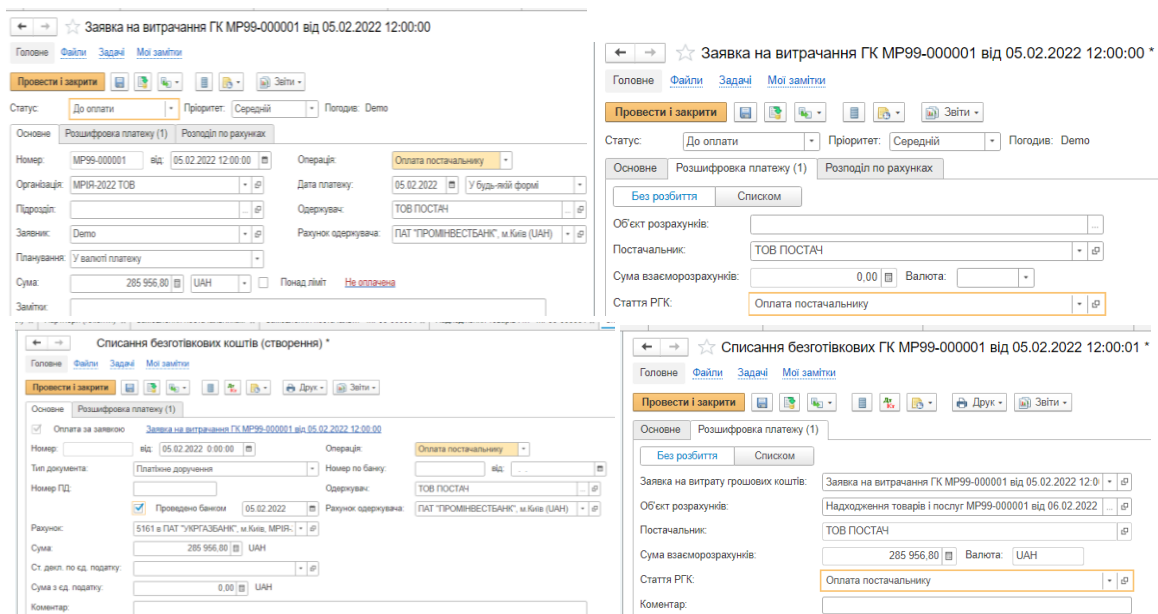 Заявка на витрачання ГК МР99-000001 від 05.02.2022 12:00:00
Головне Файли Задачі Мої замітки
Провести і закрити Звіти
Статус: До оплати Пріоритет: Середній Погодив: Demo
Основне Розшифровка платежу (1) Розподіл по рахунках
Номер: МР99-000001 від: 05.02.2022 12:00:00 Операція: Оплата постачальнику
Організація: МРІЯ-2022 ТОВ Дата платежу: 05.02.2022 У будь-якій формі
Підрозділ: Одержувач: ТОВ ПОСТАЧ
Заявник: Demo Рахунок одержувача: ПАТ "ПРОМІНВЕСТБАНК", м.Київ (UAH)
Планування: У валюті платежу
Сума: 285 956,80 UAH Понад ліміт Не оплачена
Замітки:
Заявка на витрачання ГК МР99-000001 від 05.02.2022 12:00:00 *
Головне Файли Задачі Мої замітки
Провести і закрити Звіти
Статус: До оплати Пріоритет: Середній Погодив: Demo
Основне Розшифровка платежу (1) Розподіл по рахунках
Без розбиття Списком
Об'єкт розрахунків:
Постачальник: ТОВ ПОСТАЧ
Сума взаєморозрахунків: 0,00 Валюта:
Стаття РГК: Оплата постачальнику
Списання безготівкових коштів (створення) *
Головне Файли Задачі Мої замітки
Провести і закрити Друк Звіти
Основне Розшифровка платежу (1)
Оплата за заявкою Заявка на витрачання ГК МР99-000001 від 05.02.2022 12:00:00
Номер: від: 05.02.2022 0:00:00 Операція: Оплата постачальнику
Тип документа: Платіжне доручення Номер по банку: від: . .
Номер ПД: Одержувач: ТОВ ПОСТАЧ
Проведено банком 05.02.2022 Рахунок одержувача: ПАТ "ПРОМІНВЕСТБАНК", м.Київ (UAH)
Рахунок: 5161 в ПАТ "УКРГАЗБАНК", м.Київ, МРІЯ-
Сума: 285 956,80 UAH
Ст. декл. по єд. податку:
Сума з єд. податку: 0,00 UAH
Коментар:
Списання безготівкових ГК МР99-000001 від 05.02.2022 12:00:01 *
Головне Файли Задачі Мої замітки
Провести і закрити Друк Звіти
Основне Розшифровка платежу (1)
Без розбиття Списком
Заявка на витрату грошових коштів: Заявка на витрачання ГК МР99-000001 від 05.02.2022 12:0
Об'єкт розрахунків: Надходження товарів і послуг МР99-000001 від 06.02.2022
Постачальник: ТОВ ПОСТАЧ
Сума взаєморозрахунків: 285 956,80 Валюта: UAH
Стаття РГК: Оплата постачальнику
Коментар: